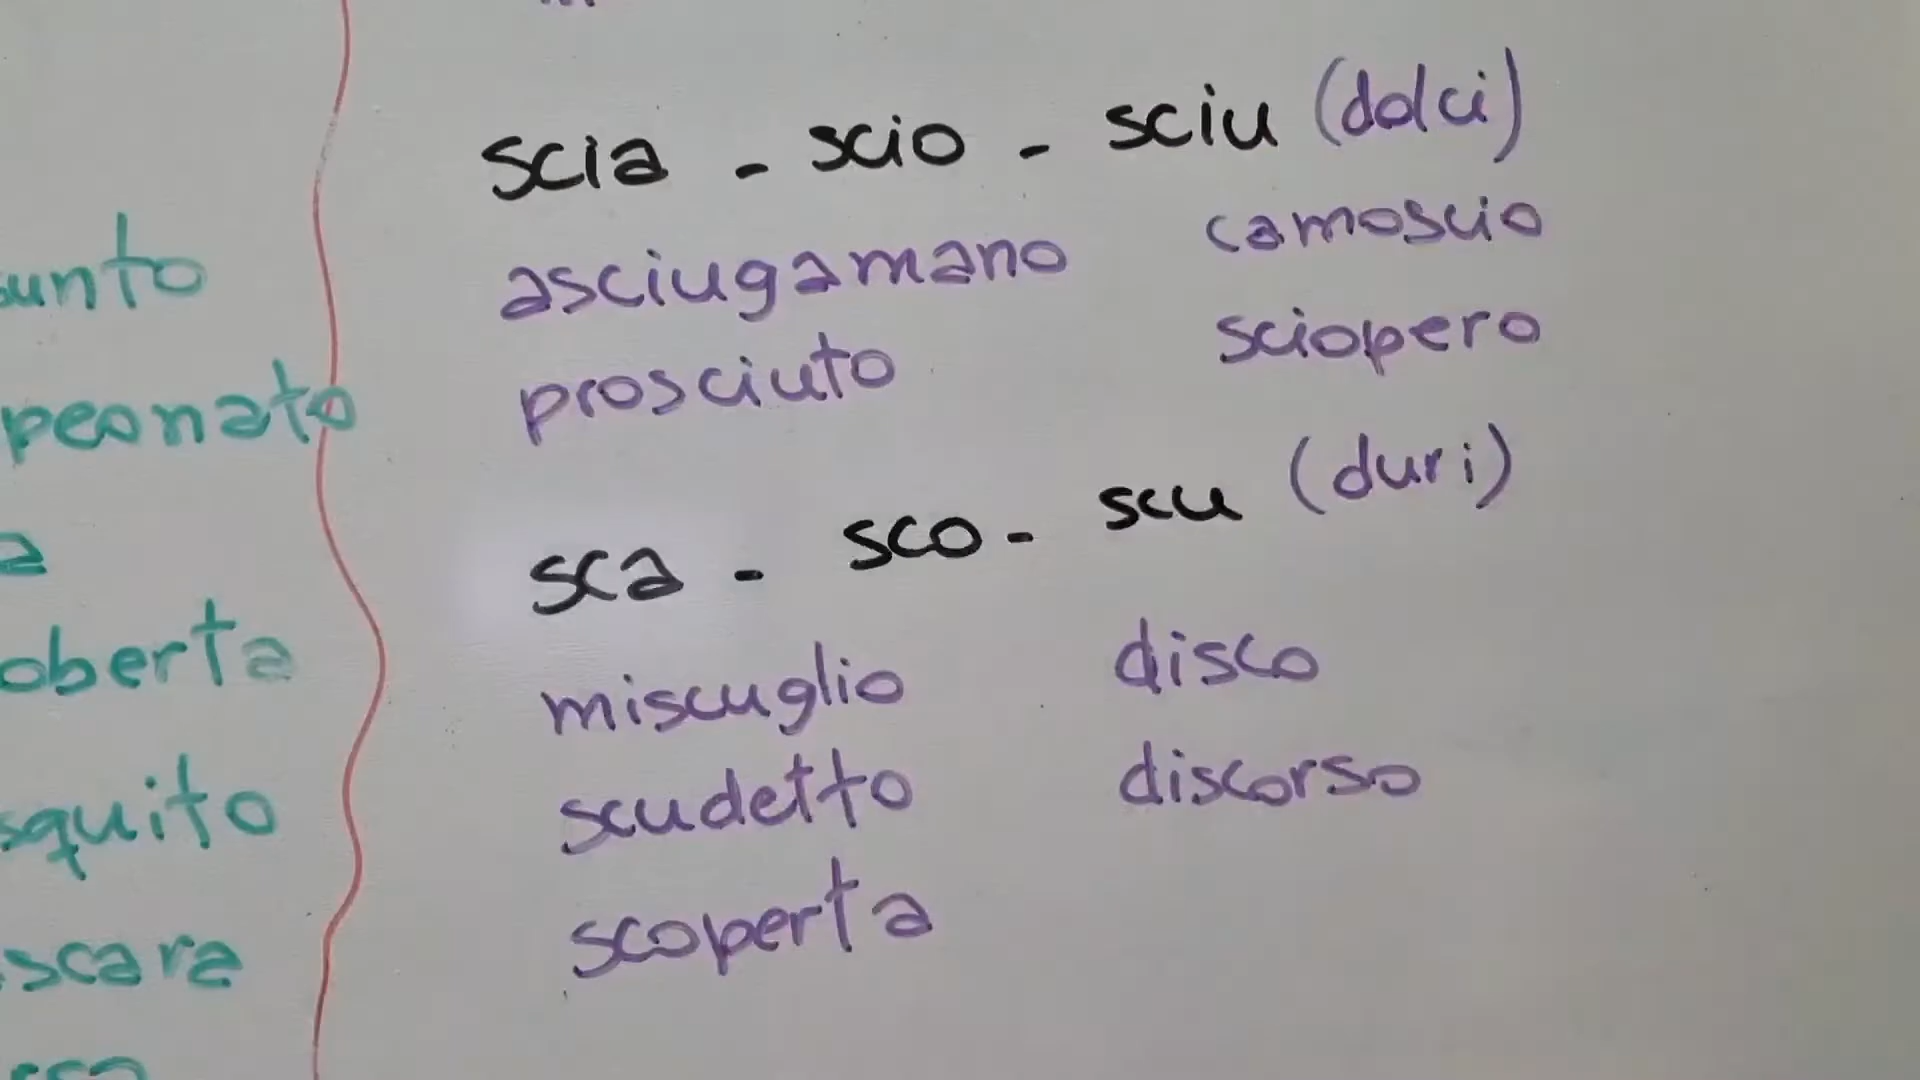 scia - scio - sciu (dolci)
asciugamano camoscio
prosciuto sciopero
sca - sco - scu (duri)
miscuglio disco
scudetto discorso
scoperta
unto
peonato
a
oberta
squito
scara